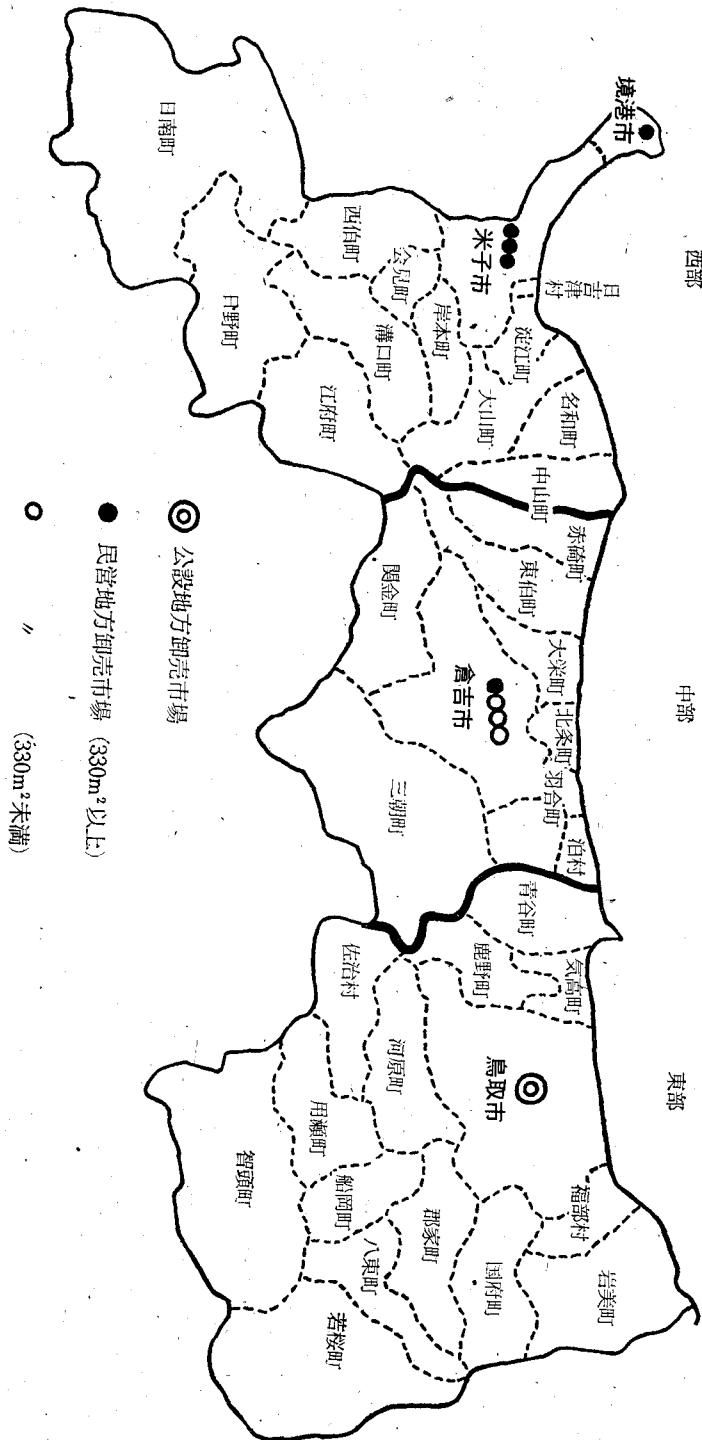 西部
中部
東部
境港市
米子市
日吉
津村
淀江町
名和町
大山町
中山町
岸本町
会見町
西伯町
溝口町
江府町
日野町
日南町
赤碕町
東伯町
大栄町
北条町
羽合町
泊村
倉吉市
関金町
三朝町
青谷町
気高町
鹿野町
鳥取市
福部村
岩美町
国府町
郡家町
河原町
佐治村
用瀬町
船岡町
八東町
若桜町
智頭町
公設地方卸売市場
民営地方卸売市場 (330m²以上)
〃 (330m²未満)